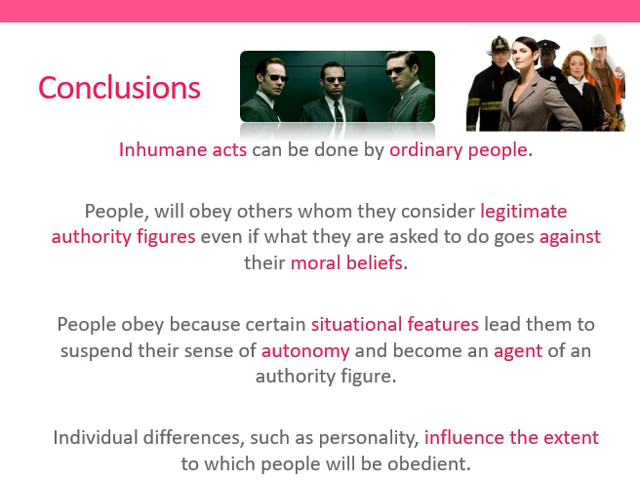 Conclusions
Inhumane acts can be done by ordinary people.
People, will obey others whom they consider legitimate
authority figures even if what they are asked to do goes against
their moral beliefs.
People obey because certain situational features lead them to
suspend their sense of autonomy and become an agent of an
authority figure.
Individual differences, such as personality, influence the extent
to which people will be obedient.